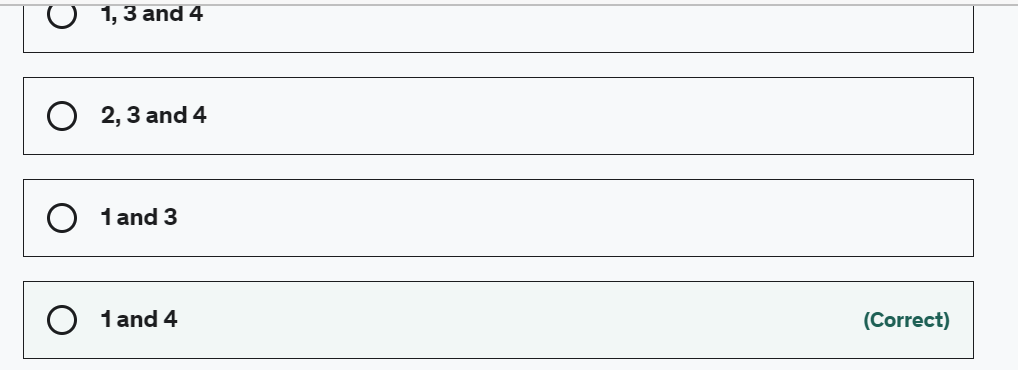 1, 3 and 4
2, 3 and 4
1 and 3
1 and 4
(Correct)